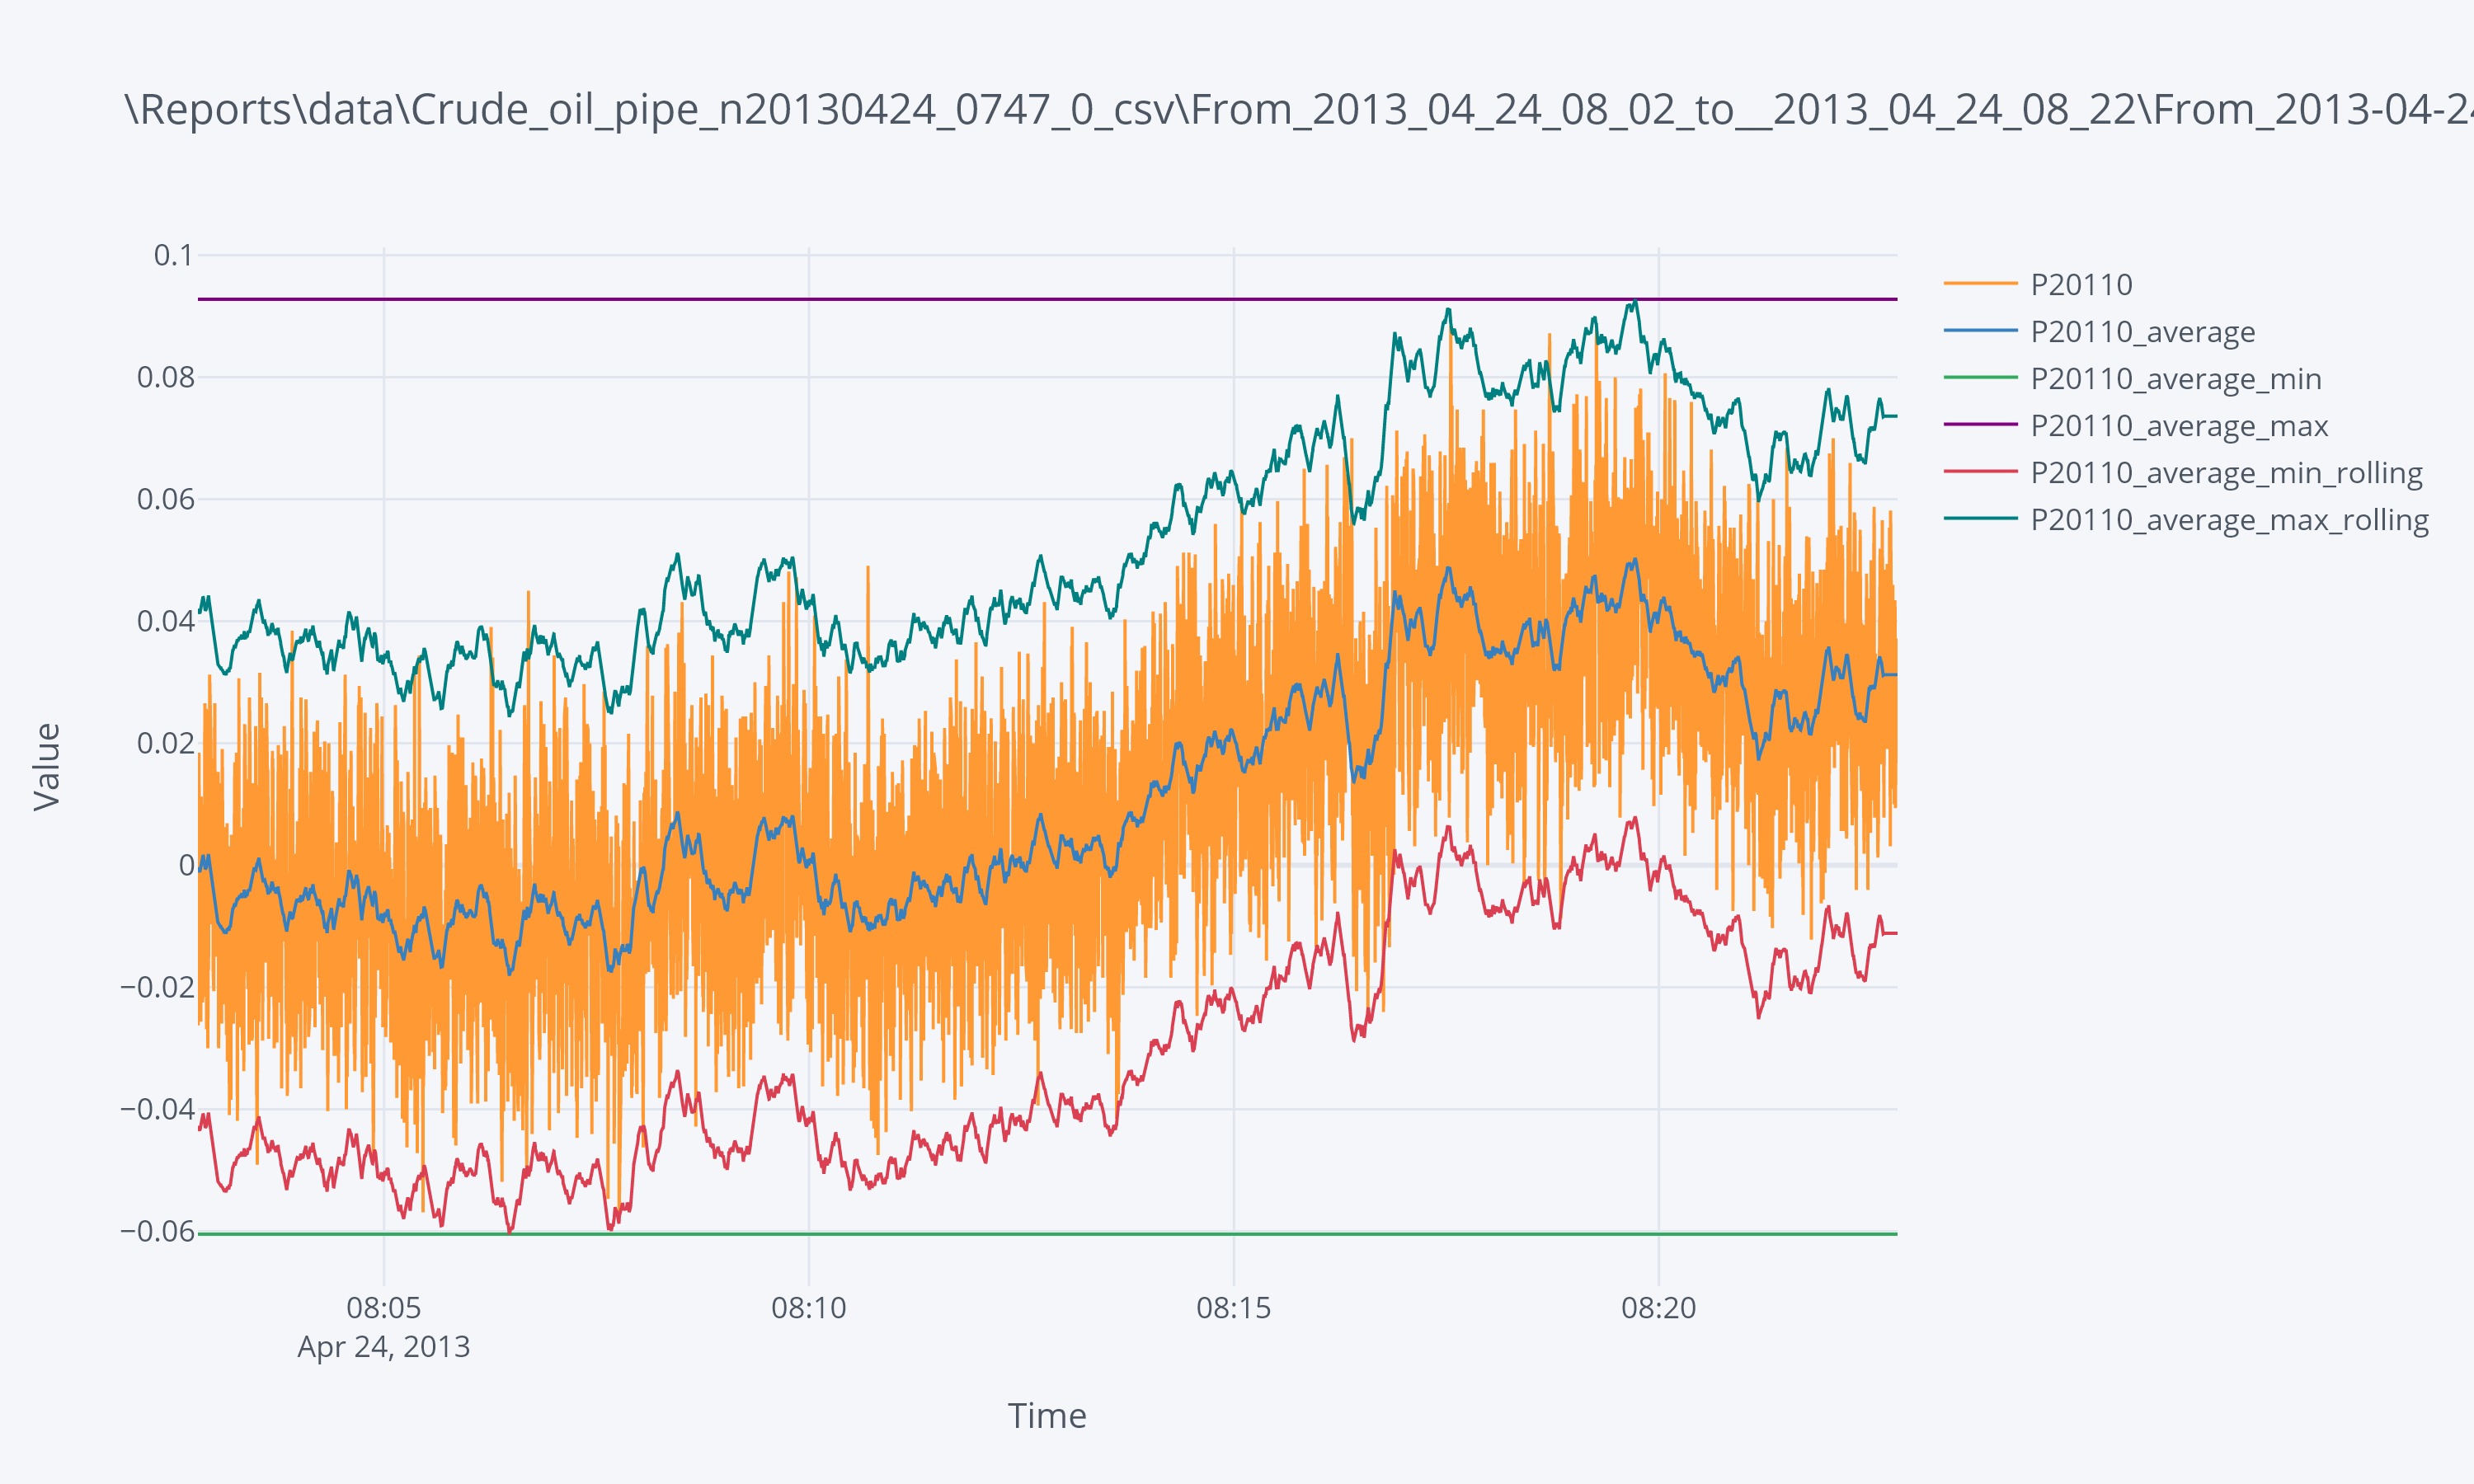 \Reports\data\Crude_oil_pipe_n20130424_0747_0_csv\From_2013_04_24_08_02_to__2013_04_24_08_22\From_2013-04-24
0.1
0.08
0.06
0.04
0.02
0
−0.02
−0.04
−0.06
Value
08:05
Apr 24, 2013
08:10
08:15
08:20
Time
P20110
P20110_average
P20110_average_min
P20110_average_max
P20110_average_min_rolling
P20110_average_max_rolling